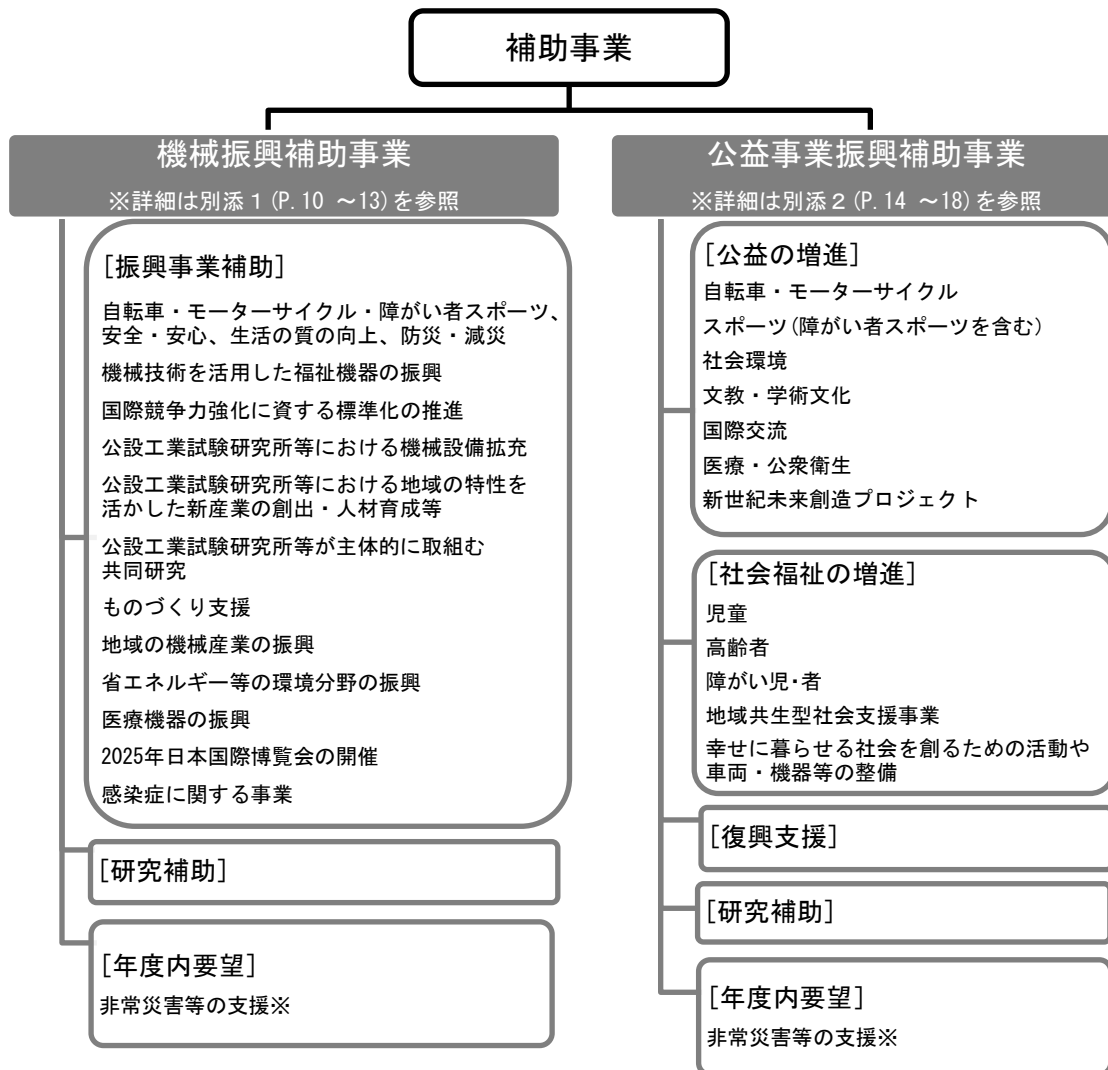 補助事業
機械振興補助事業
※詳細は別添1(P.10 ～13)を参照
[振興事業補助]
自転車・モーターサイクル・障がい者スポーツ、
安全・安心、生活の質の向上、防災・減災
機械技術を活用した福祉機器の振興
国際競争力強化に資する標準化の推進
公設工業試験研究所等における機械設備拡充
公設工業試験研究所等における地域の特性を
活かした新産業の創出・人材育成等
公設工業試験研究所等が主体的に取組む
共同研究
ものづくり支援
地域の機械産業の振興
省エネルギー等の環境分野の振興
医療機器の振興
2025年日本国際博覧会の開催
感染症に関する事業
[研究補助]
[年度内要望]
非常災害等の支援※
公益事業振興補助事業
※詳細は別添2(P.14 ～18)を参照
[公益の増進]
自転車・モーターサイクル
スポーツ(障がい者スポーツを含む)
社会環境
文教・学術文化
国際交流
医療・公衆衛生
新世紀未来創造プロジェクト
[社会福祉の増進]
児童
高齢者
障がい児・者
地域共生型社会支援事業
幸せに暮らせる社会を創るための活動や
車両・機器等の整備
[復興支援]
[研究補助]
[年度内要望]
非常災害等の支援※